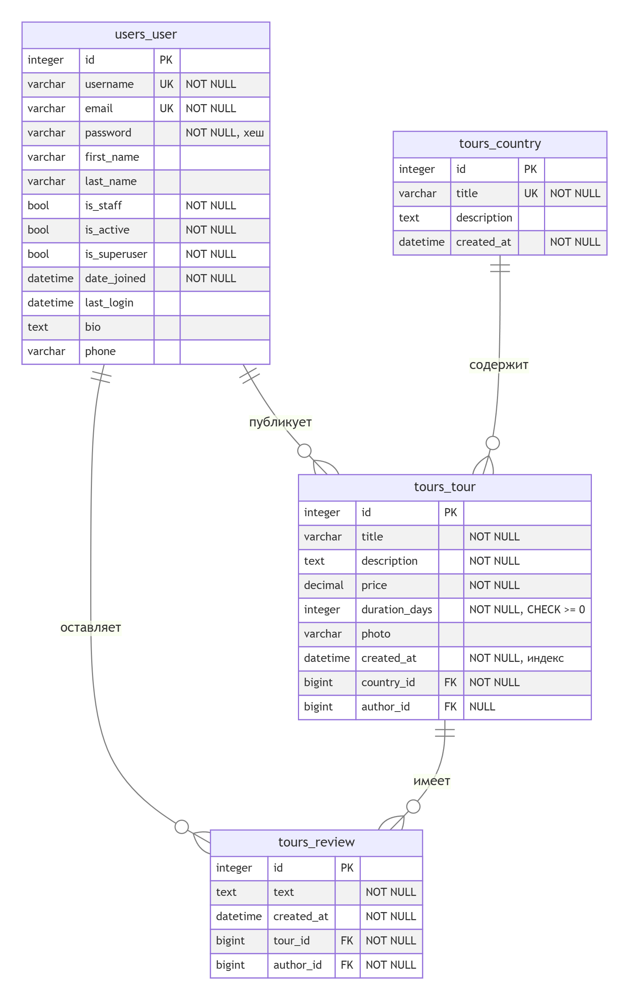 users_user
integer id PK
varchar username UK NOT NULL
varchar email UK NOT NULL
varchar password NOT NULL, хеш
varchar first_name
varchar last_name
bool is_staff NOT NULL
bool is_active NOT NULL
bool is_superuser NOT NULL
datetime date_joined NOT NULL
datetime last_login
text bio
varchar phone
tours_country
integer id PK
varchar title UK NOT NULL
text description
datetime created_at NOT NULL
содержит
публикует
tours_tour
integer id PK
varchar title NOT NULL
text description NOT NULL
decimal price NOT NULL
integer duration_days NOT NULL, CHECK >= 0
varchar photo
datetime created_at NOT NULL, индекс
bigint country_id FK NOT NULL
bigint author_id FK NULL
оставляет
имеет
tours_review
integer id PK
text text NOT NULL
datetime created_at NOT NULL
bigint tour_id FK NOT NULL
bigint author_id FK NOT NULL